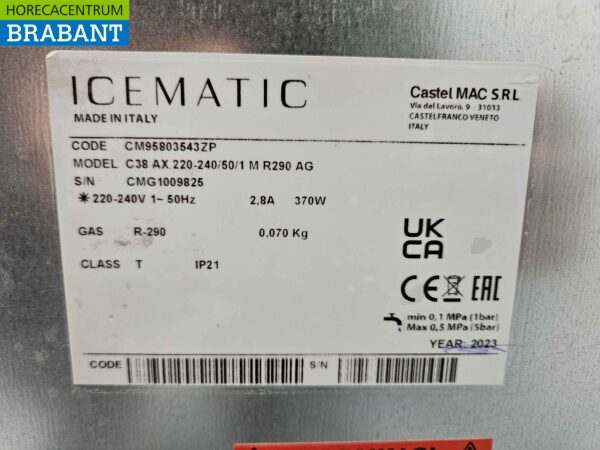 HORECACENTRUM
BRABANT
ICEMATIC
MADE IN ITALY
Castel MAC S.R.L
Via del Lavoro, 9 - 31033
CASTELFRANCO VENETO
ITALY
CODE CM95803543ZP
MODEL C38 AX 220-240/50/1 M R290 AG
S/N CMG1009825
220-240V 1~ 50Hz 2,8A 370W
GAS R-290 0,070 Kg
CLASS T IP21
UK
CA
CE EAC
min 0,1 MPa (1bar)
Max 0,5 MPa (5bar)
YEAR: 2023
CODE S/N